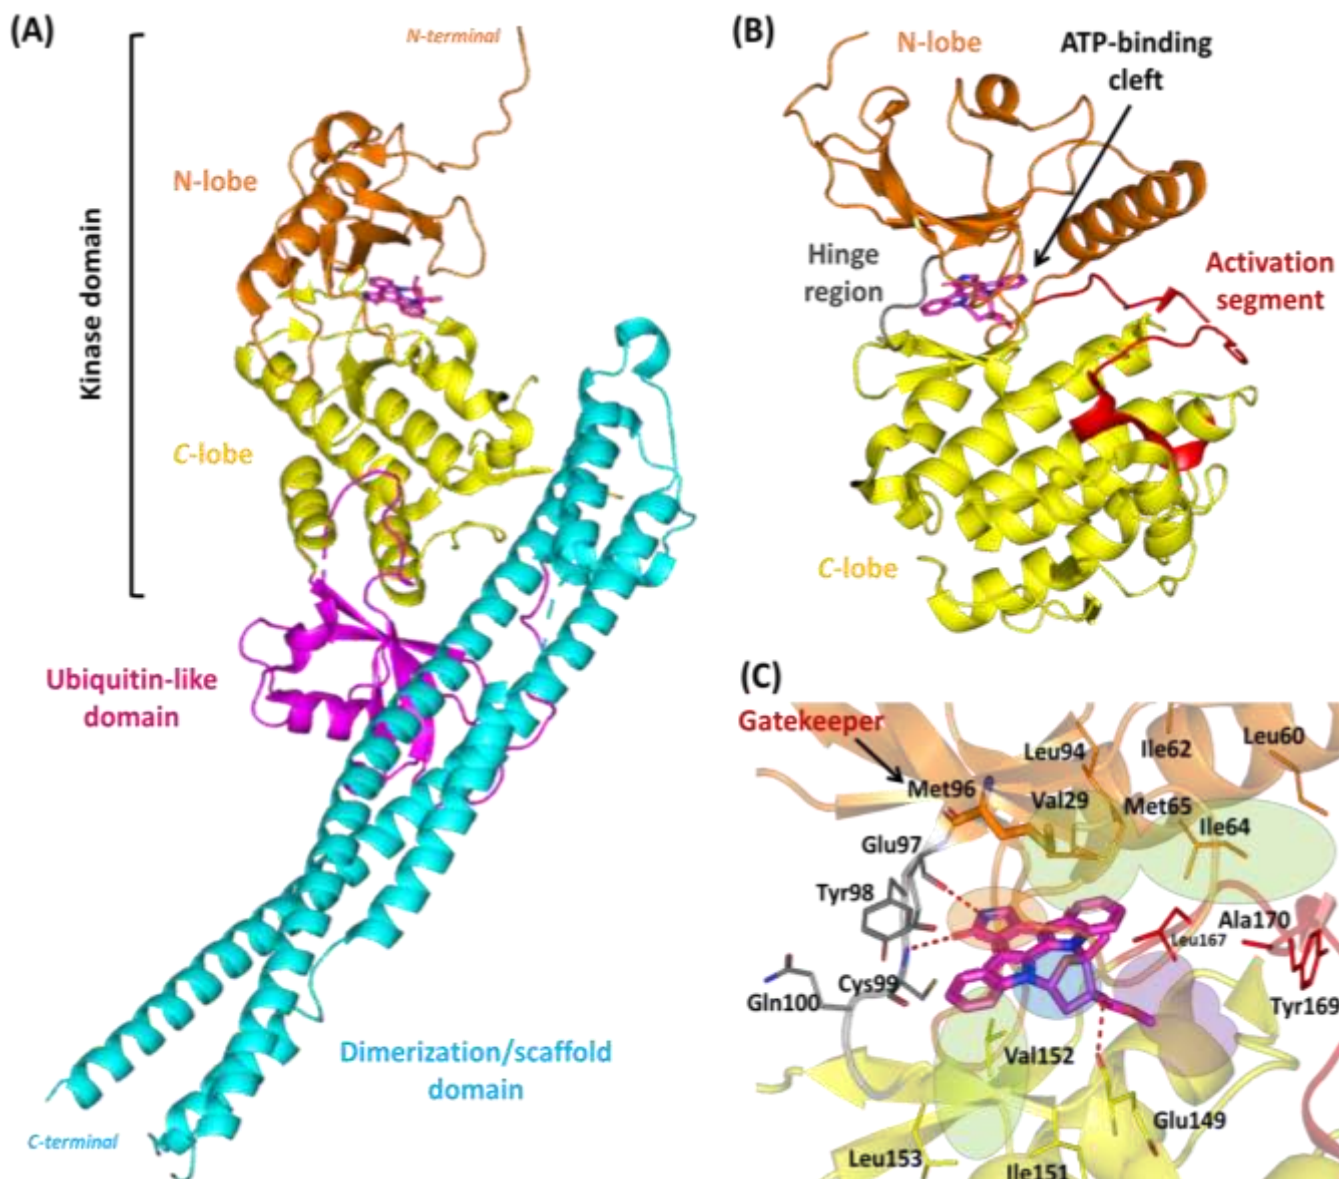 (A)
N-terminal
Kinase domain
N-lobe
C-lobe
Ubiquitin-like
domain
Dimerization/scaffold
domain
C-terminal
(B)
N-lobe
ATP-binding
cleft
Hinge
region
Activation
segment
C-lobe
(C)
Gatekeeper
Leu94
Ile62
Leu60
Met96
Val29
Met65
Ile64
Glu97
Tyr98
Ala170
Leu167
Cys99
Gln100
Tyr169
Val152
Glu149
Leu153
Ile151